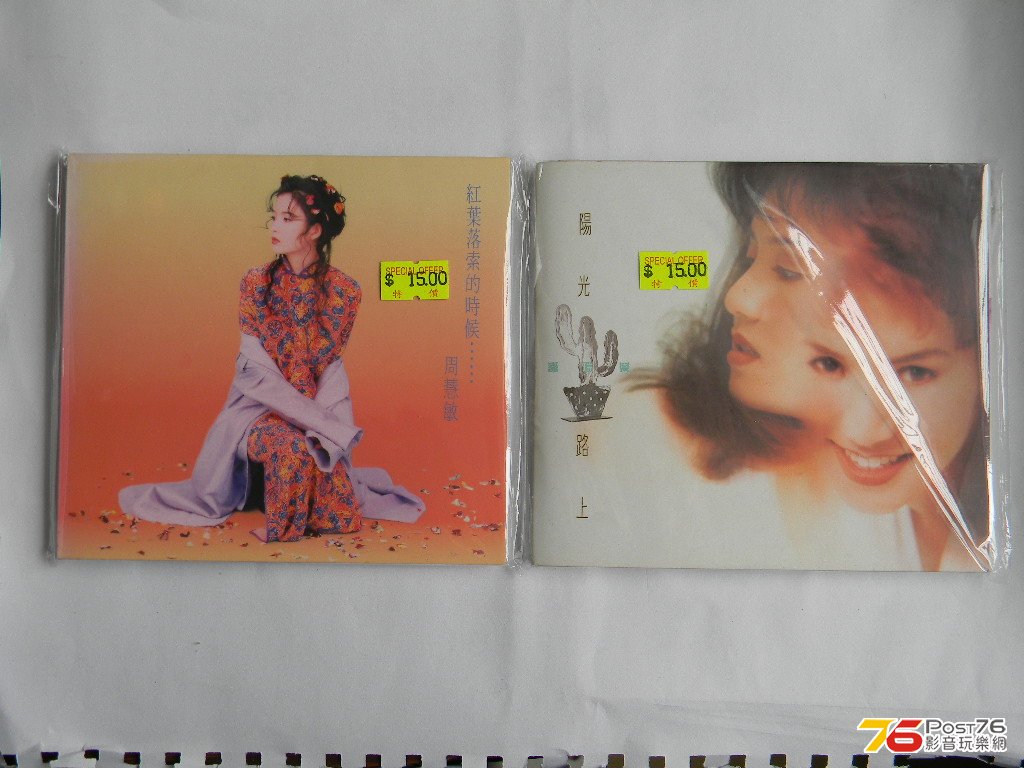 紅葉落索的時候……
周慧敏
SPECIAL OFFER
$ 15.00
特 價
陽光路上
SPECIAL OFFER
$ 15.00
特 價
76 POST76
影音玩樂網